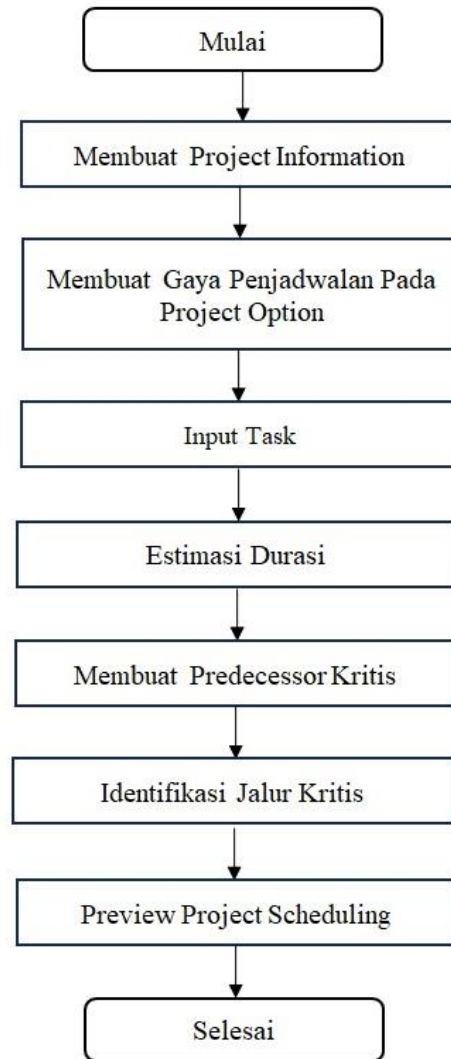 Mulai
Membuat Project Information
Membuat Gaya Penjadwalan Pada
Project Option
Input Task
Estimasi Durasi
Membuat Predecessor Kritis
Identifikasi Jalur Kritis
Preview Project Scheduling
Selesai